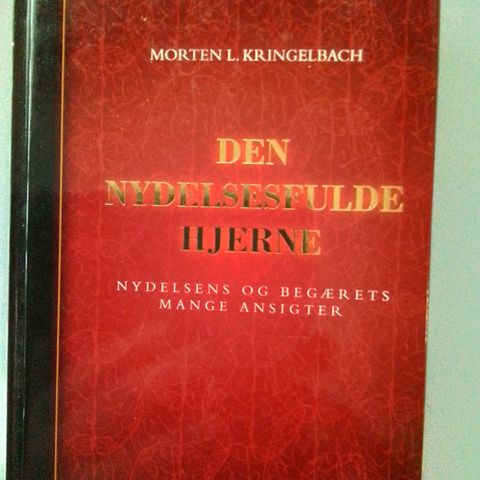 MORTEN L. KRINGELBACH
DEN
NYDELSESFULDE
HJERNE
NYDELSENS OG BEGÆRETS
MANGE ANSIGTER